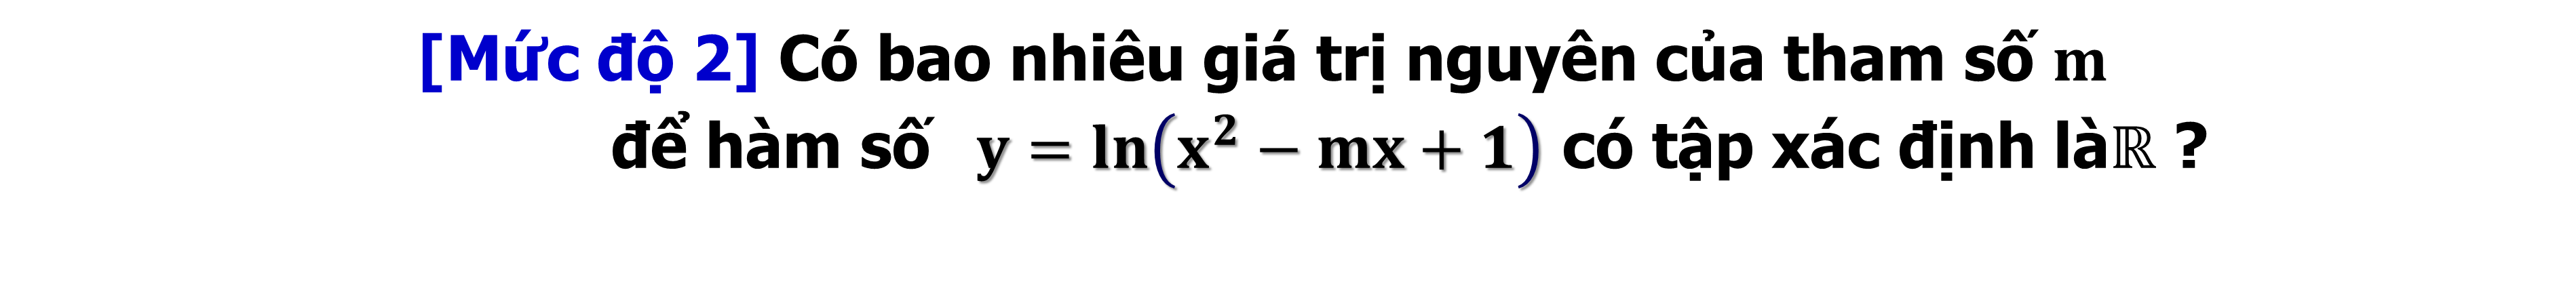 [Mức độ 2] Có bao nhiêu giá trị nguyên của tham số m
để hàm số y = ln(x² − mx + 1) có tập xác định làℝ ?